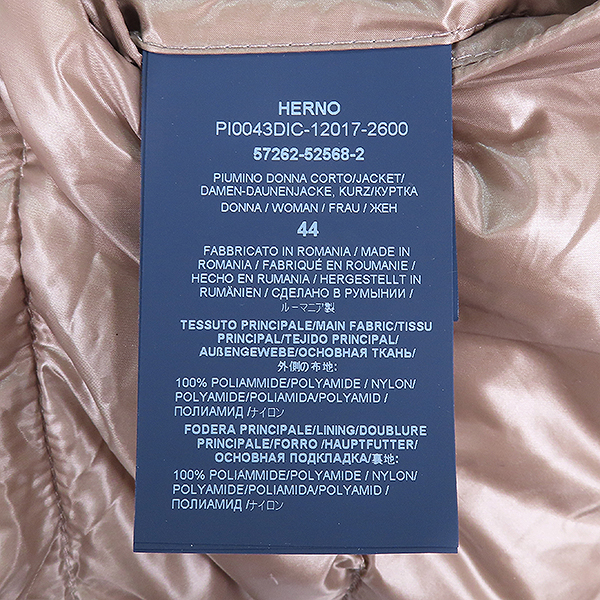 HERNO
PI0043DIC-12017-2600
57262-52568-2
PIUMINO DONNA CORTO/JACKET/
DAMEN-DAUNENJACKE, KURZ/КУРТКА
DONNA / WOMAN / FRAU / ЖЕН
44
FABBRICATO IN ROMANIA / MADE IN
ROMANIA / FABRIQUÉ EN ROUMANIE /
HECHO EN RUMANIA / HERGESTELLT IN
RUMÄNIEN / СДЕЛАНО В РУМЫНИИ /
ルーマニア製
TESSUTO PRINCIPALE/MAIN FABRIC/TISSU
PRINCIPAL/TEJIDO PRINCIPAL/
AUßENGEWEBE/ОСНОВНАЯ ТКАНЬ/
外側の布地:
100% POLIAMMIDE/POLYAMIDE / NYLON/
POLYAMIDE/POLIAMIDA/POLYAMID /
ПОЛИАМИД /ナイロン
FODERA PRINCIPALE/LINING/DOUBLURE
PRINCIPALE/FORRO /HAUPTFUTTER/
ОСНОВНАЯ ПОДКЛАДКА/裏地:
100% POLIAMMIDE/POLYAMIDE / NYLON/
POLYAMIDE/POLIAMIDA/POLYAMID /
ПОЛИАМИД /ナイロン